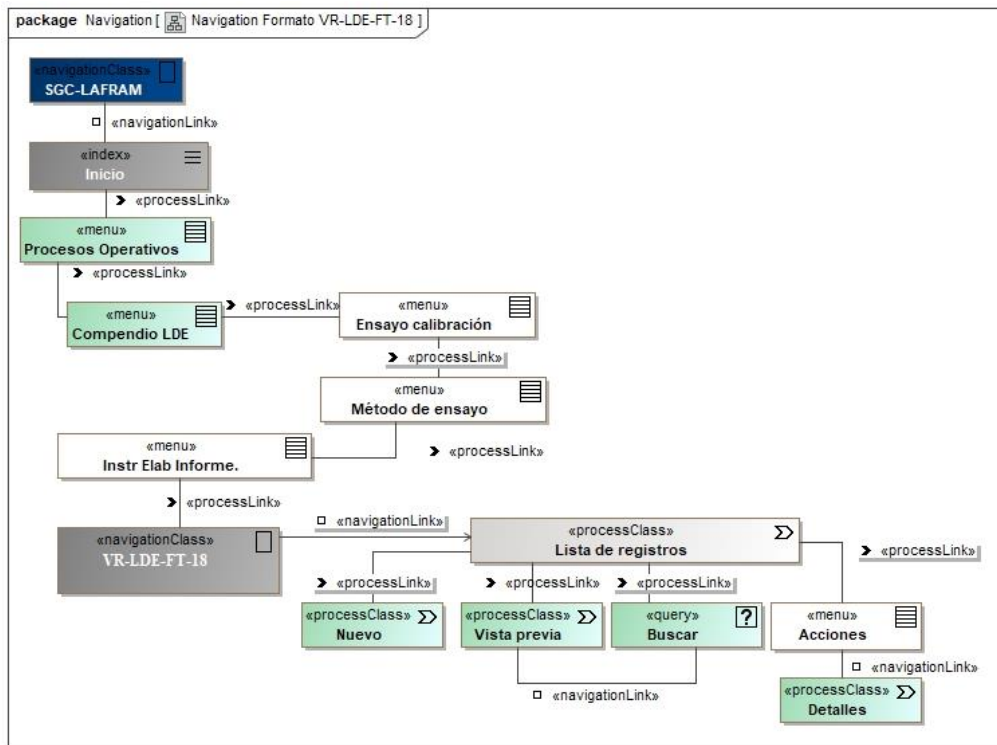 package Navigation [ Navigation Formato VR-LDE-FT-18 ]
«navigationClass»
SGC-LAFRAM
«navigationLink»
«index»
Inicio
«processLink»
«menu»
Procesos Operativos
«processLink»
«menu»
Compendio LDE
«processLink»
«menu»
Ensayo calibración
«processLink»
«menu»
Método de ensayo
«processLink»
«menu»
Instr Elab Informe.
«processLink»
«navigationClass»
VR-LDE-FT-18
«navigationLink»
«processClass»
Lista de registros
«processLink»
«processLink»
«processLink»
«processLink»
«processClass»
Nuevo
«processClass»
Vista previa
«query»
?
Buscar
«menu»
Acciones
«navigationLink»
«navigationLink»
«processClass»
Detalles